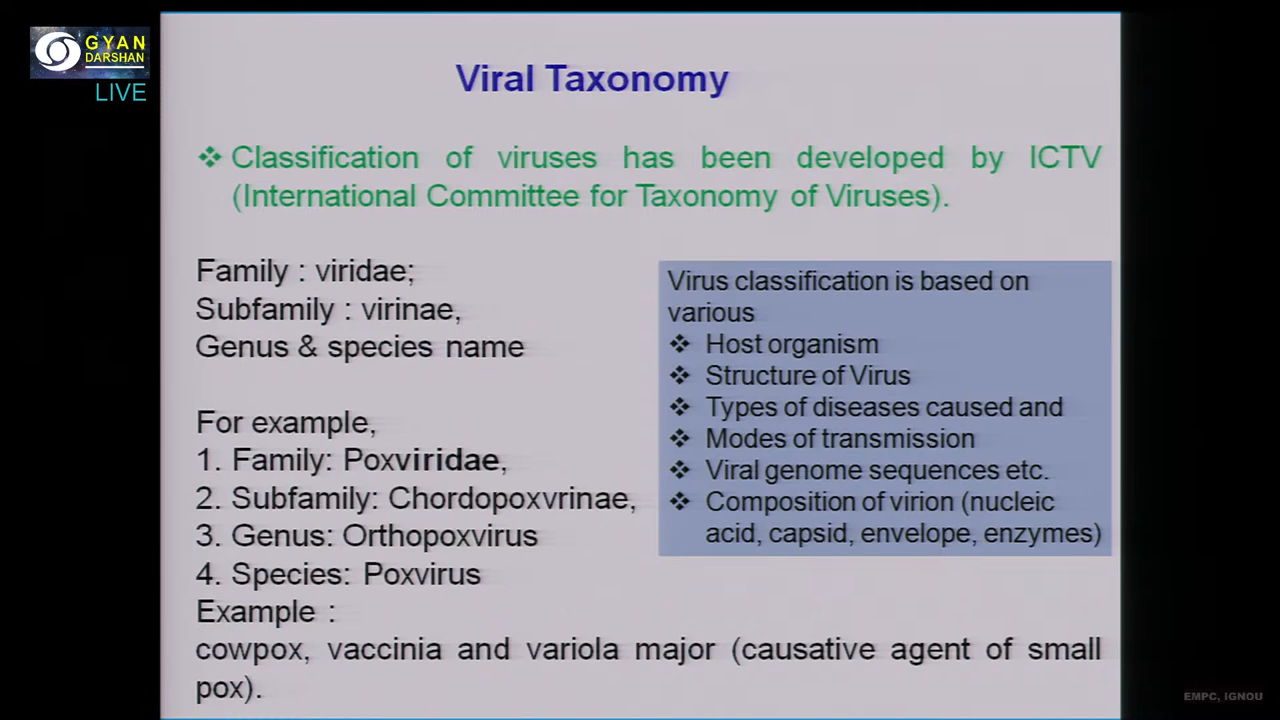 GYAN
DARSHAN
LIVE
Viral Taxonomy
❖ Classification of viruses has been developed by ICTV
(International Committee for Taxonomy of Viruses).
Family : viridae;
Subfamily : virinae,
Genus & species name
For example,
1. Family: Poxviridae,
2. Subfamily: Chordopoxvrinae,
3. Genus: Orthopoxvirus
4. Species: Poxvirus
Example :
cowpox, vaccinia and variola major (causative agent of small
pox).
Virus classification is based on
various
❖ Host organism
❖ Structure of Virus
❖ Types of diseases caused and
❖ Modes of transmission
❖ Viral genome sequences etc.
❖ Composition of virion (nucleic
acid, capsid, envelope, enzymes)
EMPC, IGNOU